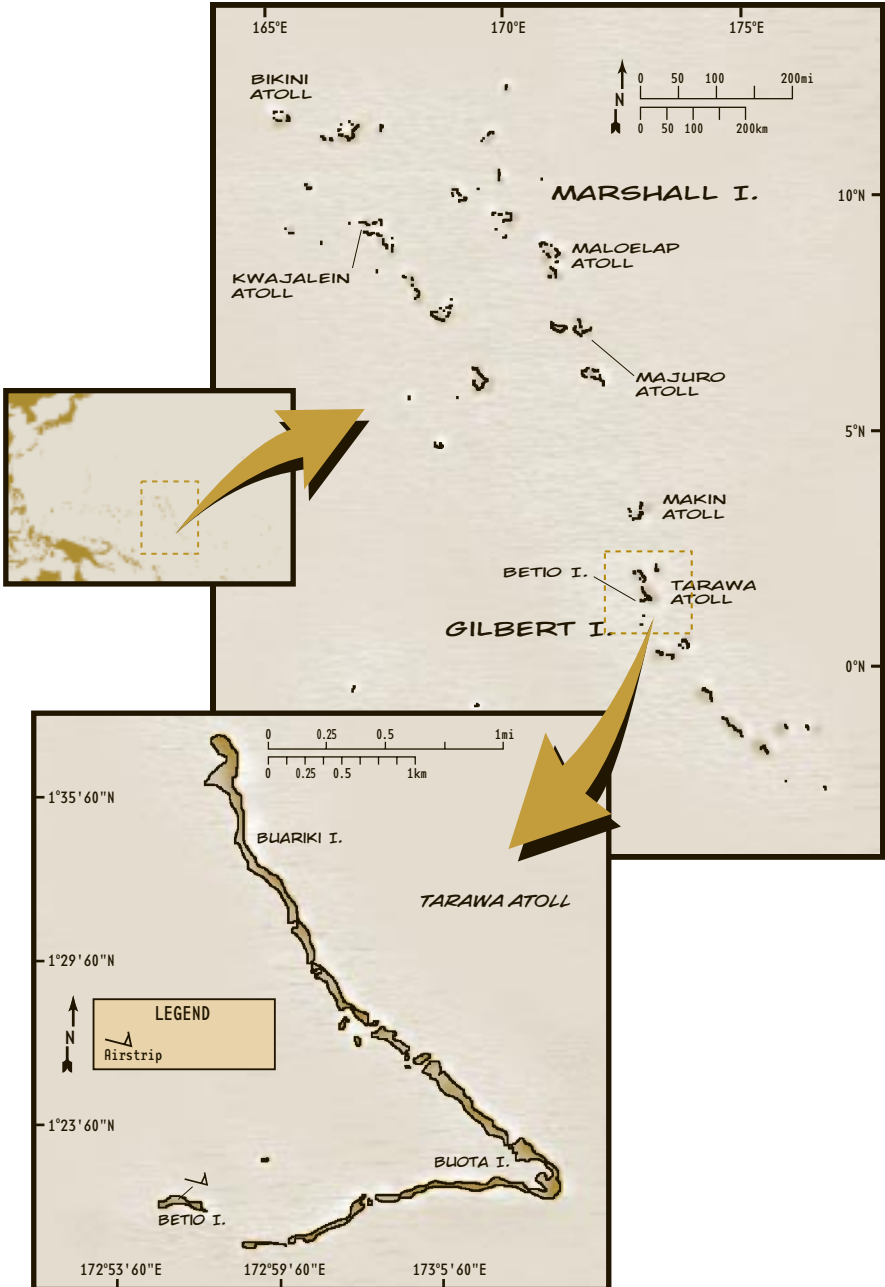 165°E 170°E 175°E
BIKINI
ATOLL
N
0 50 100 200mi
0 50 100 200km
MARSHALL I.
10°N
MALOELAP
ATOLL
KWAJALEIN
ATOLL
MAJURO
ATOLL
5°N
MAKIN
ATOLL
BETIO I.
TARAWA
ATOLL
GILBERT I.
0°N
0 0.25 0.5 1mi
0 0.25 0.5 1km
1°35'60"N
BUARIKI I.
TARAWA ATOLL
1°29'60"N
LEGEND
N
Airstrip
1°23'60"N
BUOTA I.
BETIO I.
172°53'60"E 172°59'60"E 173°5'60"E